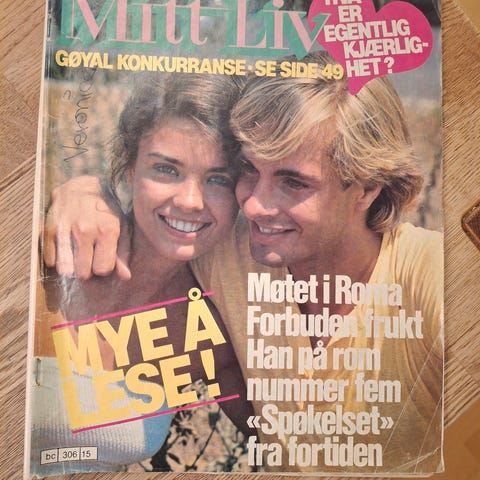 Mitt Liv
HVA
ER
EGENTLIG
KJÆRLIG-
HET?
GØYAL KONKURRANSE • SE SIDE 49
Veronica
MYE Å
LESE!
Møtet i Roma
Forbuden frukt
Han på rom
nummer fem
«Spøkelset»
fra fortiden
bc 306 15